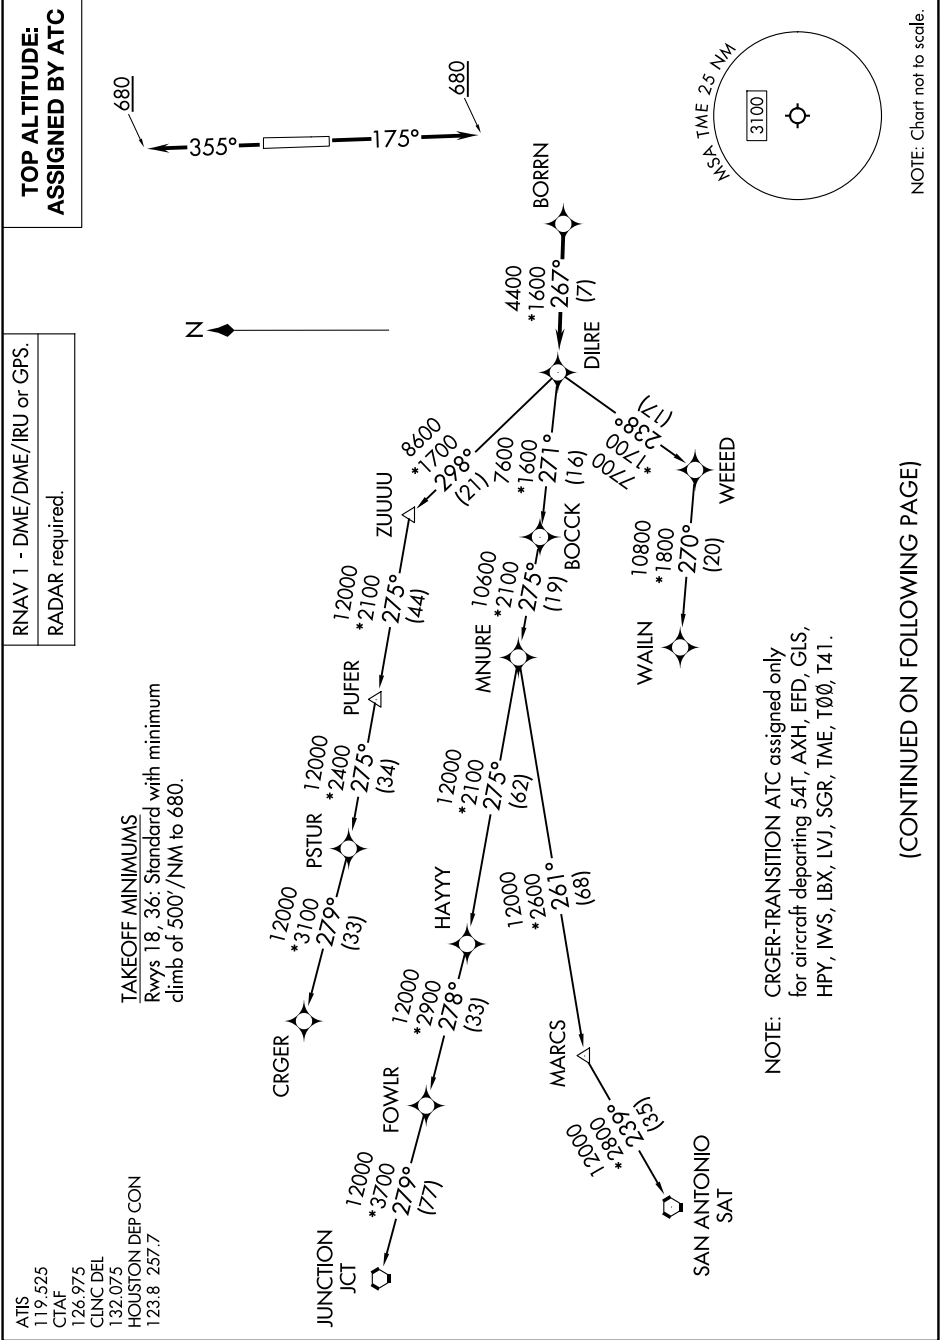 ATIS
119.525
CTAF
126.975
CLNC DEL
132.075
HOUSTON DEP CON
123.8 257.7
RNAV 1 - DME/DME/IRU or GPS.
RADAR required.
TOP ALTITUDE:
ASSIGNED BY ATC
TAKEOFF MINIMUMS
Rwys 18, 36: Standard with minimum
climb of 500'/NM to 680.
N
680
355°
175°
680
CRGER
12000
*3100
279°
(33)
PSTUR
12000
*2400
275°
(34)
PUFER
12000
*2100
275°
(44)
ZUUUU
8600
*1700
298°
(21)
JUNCTION
JCT
12000
*3700
279°
(77)
FOWLR
12000
*2900
278°
(33)
HAYYY
12000
*2100
275°
(62)
MNURE
10600
*2100
275°
(19)
BOCCK
7600
*1600
271°
(16)
DILRE
4400
*1600
267°
(7)
BORRN
SAN ANTONIO
SAT
12000
*2800
239°
(35)
MARCS
12000
*2600
261°
(68)
WAILN
10800
*1800
270°
(20)
WEEED
7700
*1700
238°
(17)
MSA TME 25 NM
3100
NOTE: CRGER-TRANSITION ATC assigned only
for aircraft departing 54T, AXH, EFD, GLS,
HPY, IWS, LBX, LVJ, SGR, TME, TØØ, T41.
(CONTINUED ON FOLLOWING PAGE)
NOTE: Chart not to scale.